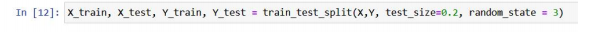 In [12]: X_train, X_test, Y_train, Y_test = train_test_split(X,Y, test_size=0.2, random_state = 3)